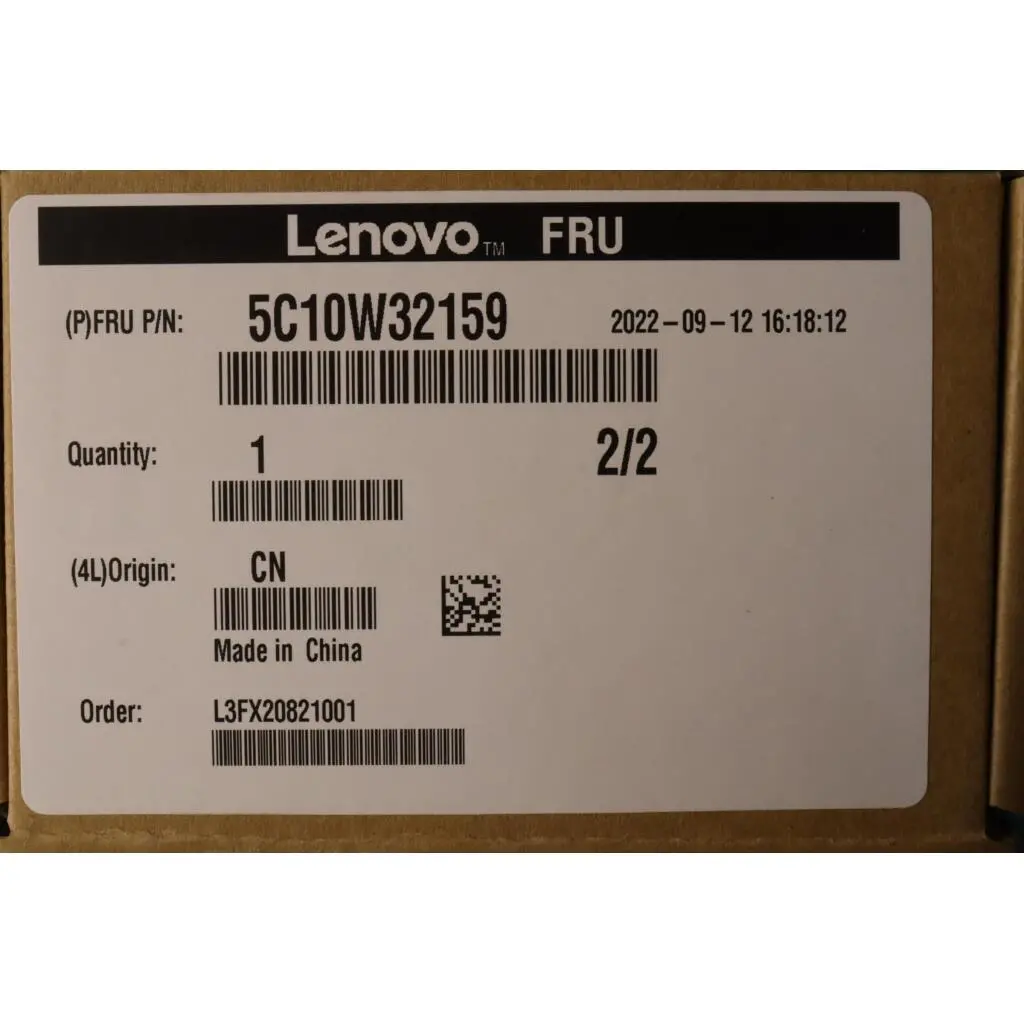 Lenovo™ FRU
(P)FRU P/N: 5C10W32159 2022-09-12 16:18:12
Quantity: 1 2/2
(4L)Origin: CN
Made in China
Order: L3FX20821001